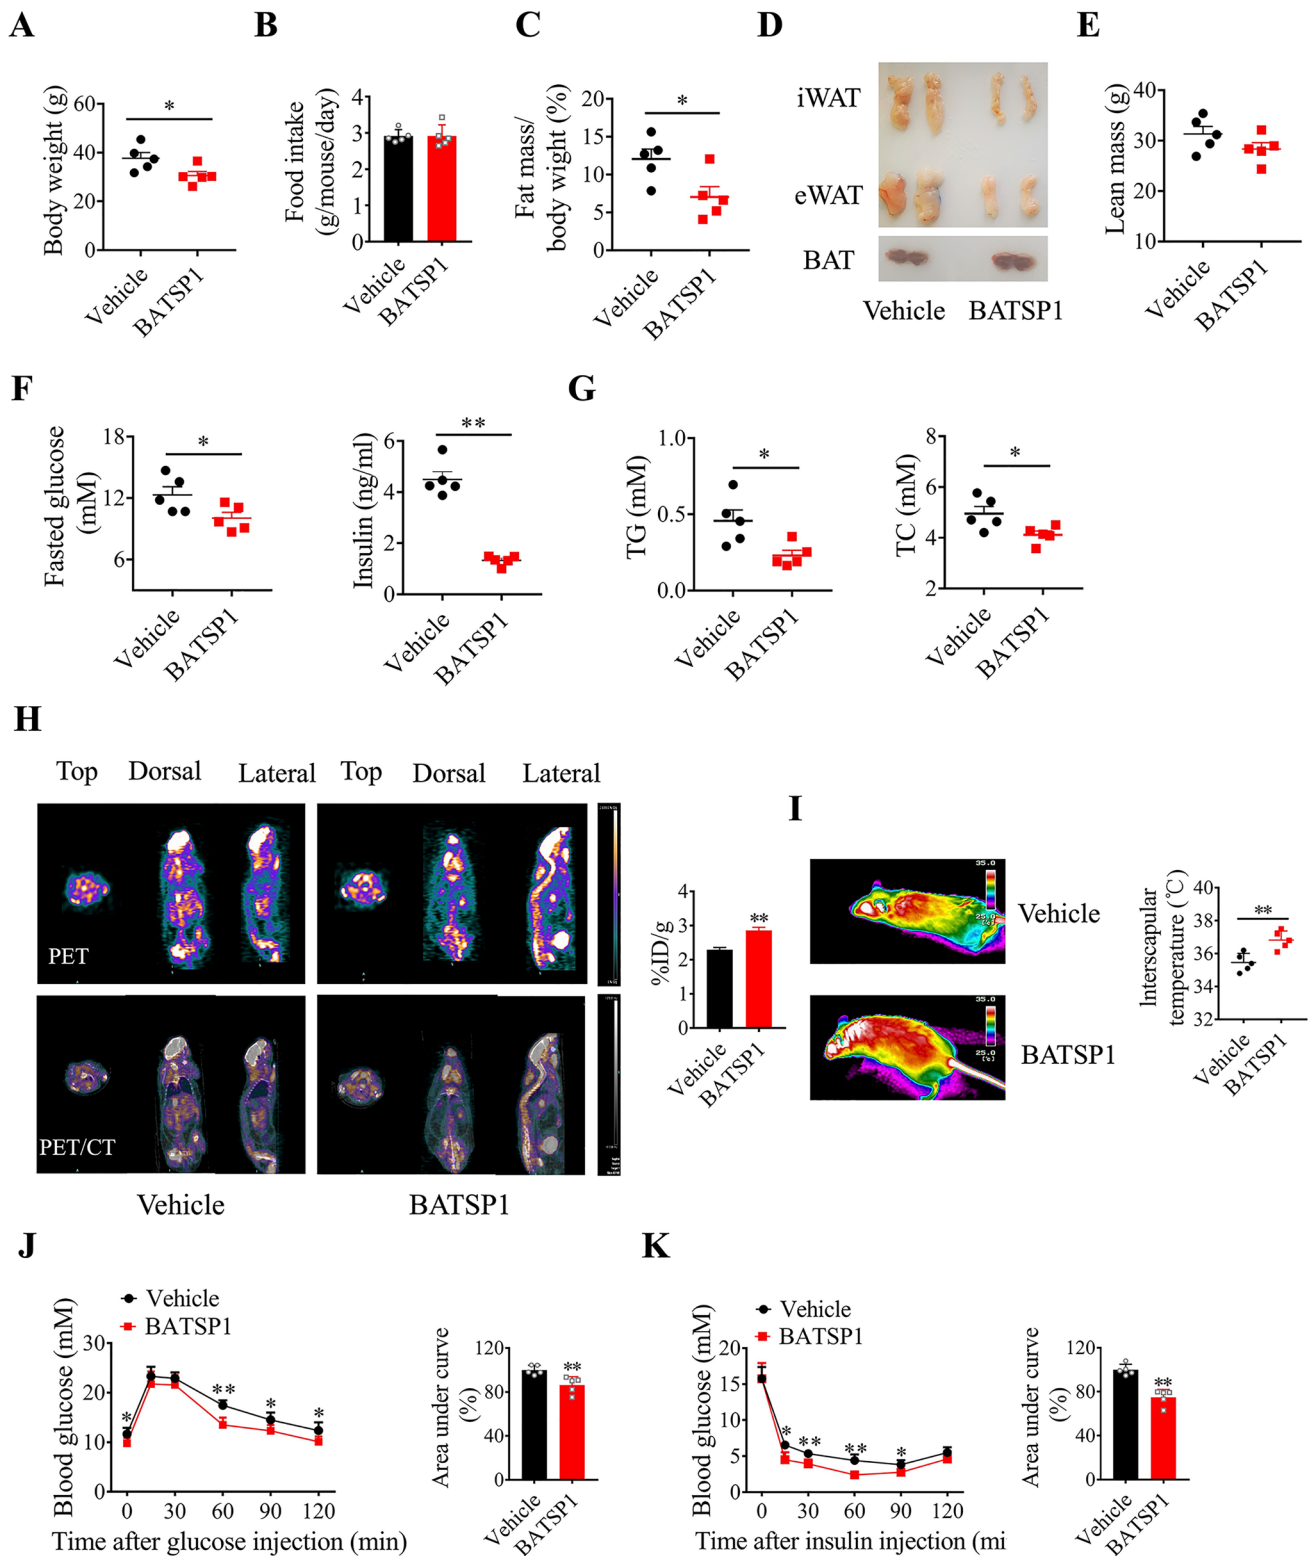 A
B
C
D
E
Body weight (g)
60
40
20
0
*
Vehicle
BATSP1
Food intake
(g/mouse/day)
4
3
2
1
0
Vehicle
BATSP1
Fat mass/
body wight (%)
20
15
10
5
0
*
Vehicle
BATSP1
iWAT
eWAT
BAT
Vehicle
BATSP1
Lean mass (g)
40
30
20
10
Vehicle
BATSP1
F
G
Fasted glucose
(mM)
18
12
6
*
Vehicle
BATSP1
Insulin (ng/ml)
6
4
2
0
**
Vehicle
BATSP1
TG (mM)
1.0
0.5
0.0
*
Vehicle
BATSP1
TC (mM)
8
6
4
2
*
Vehicle
BATSP1
H
Top Dorsal Lateral Top Dorsal Lateral
PET
PET/CT
Vehicle
BATSP1
%ID/g
4
3
2
1
0
**
Vehicle
BATSP1
I
35.0
25.0
[℃]
Vehicle
35.0
25.0
[℃]
BATSP1
Interscapular
temperature (℃)
40
38
36
34
32
**
Vehicle
BATSP1
J
Vehicle
BATSP1
Blood glucose (mM)
30
20
10
0
* ** * *
0 30 60 90 120
Time after glucose injection (min)
Area under curve
(%)
120
80
40
0
**
Vehicle
BATSP1
K
Vehicle
BATSP1
Blood glucose (mM)
20
15
10
5
0
* ** ** *
0 30 60 90 120
Time after insulin injection (mi
Area under curve
(%)
120
80
40
0
**
Vehicle
BATSP1